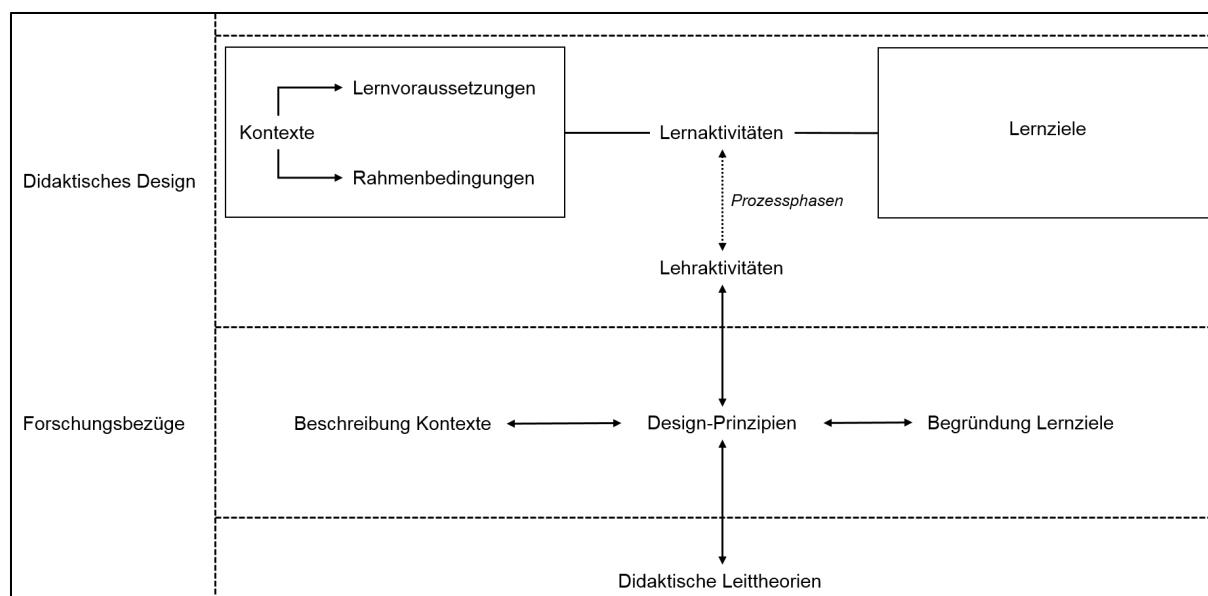 Lernvoraussetzungen
Kontexte
Lernaktivitäten
Lernziele
Rahmenbedingungen
Didaktisches Design
Prozessphasen
Lehraktivitäten
Forschungsbezüge
Beschreibung Kontexte
Design-Prinzipien
Begründung Lernziele
Didaktische Leittheorien